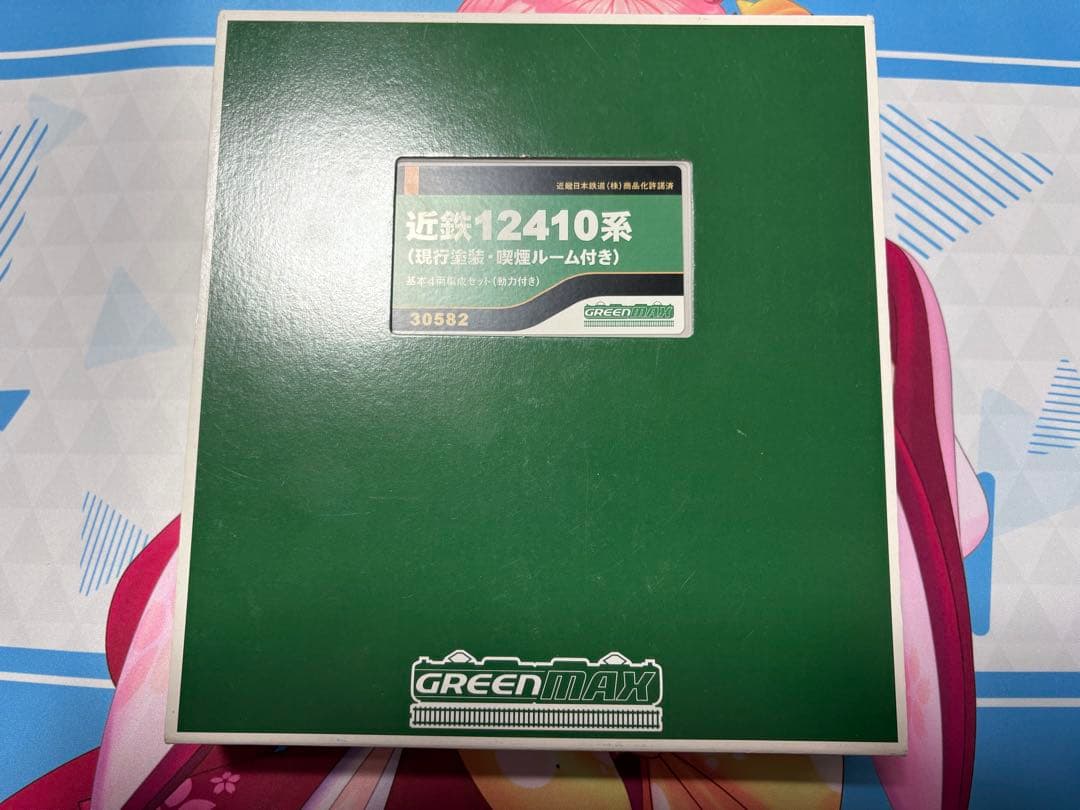 近畿日本鉄道(株)商品化許諾済
近鉄12410系
(現行塗装・喫煙ルーム付き)
基本4両編成セット(動力付き)
30582
GREENMAX
GREENMAX